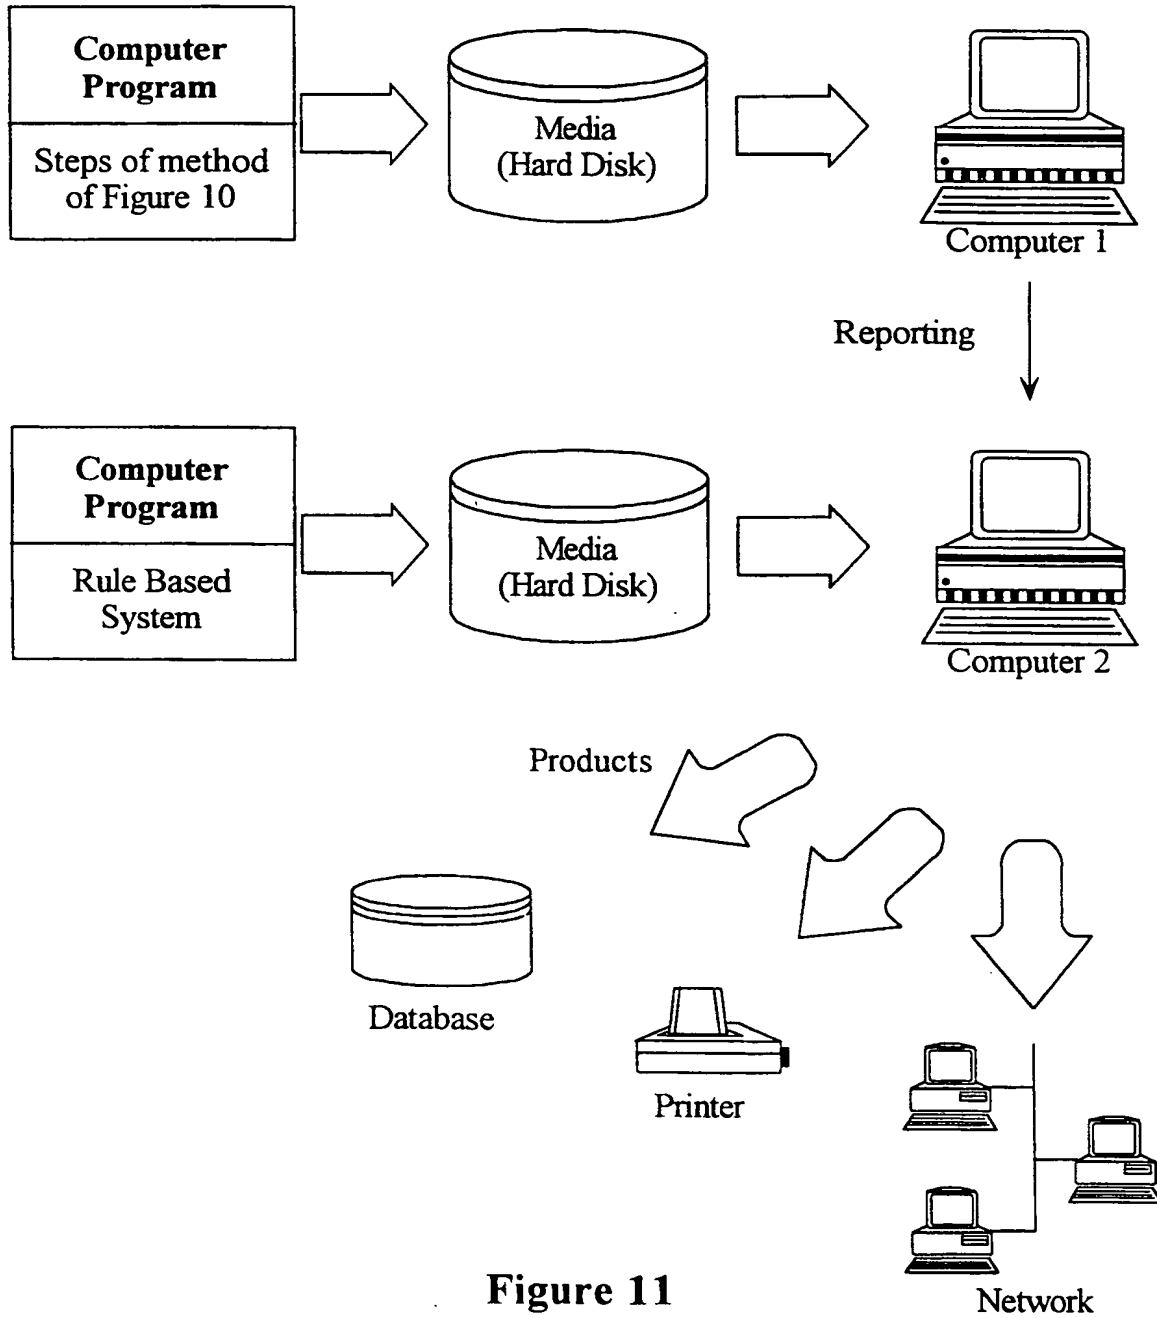 Computer
Program
Steps of method
of Figure 10
Media
(Hard Disk)
Computer 1
Reporting
Computer
Program
Rule Based
System
Media
(Hard Disk)
Computer 2
Products
Database
Printer
Network
Figure 11